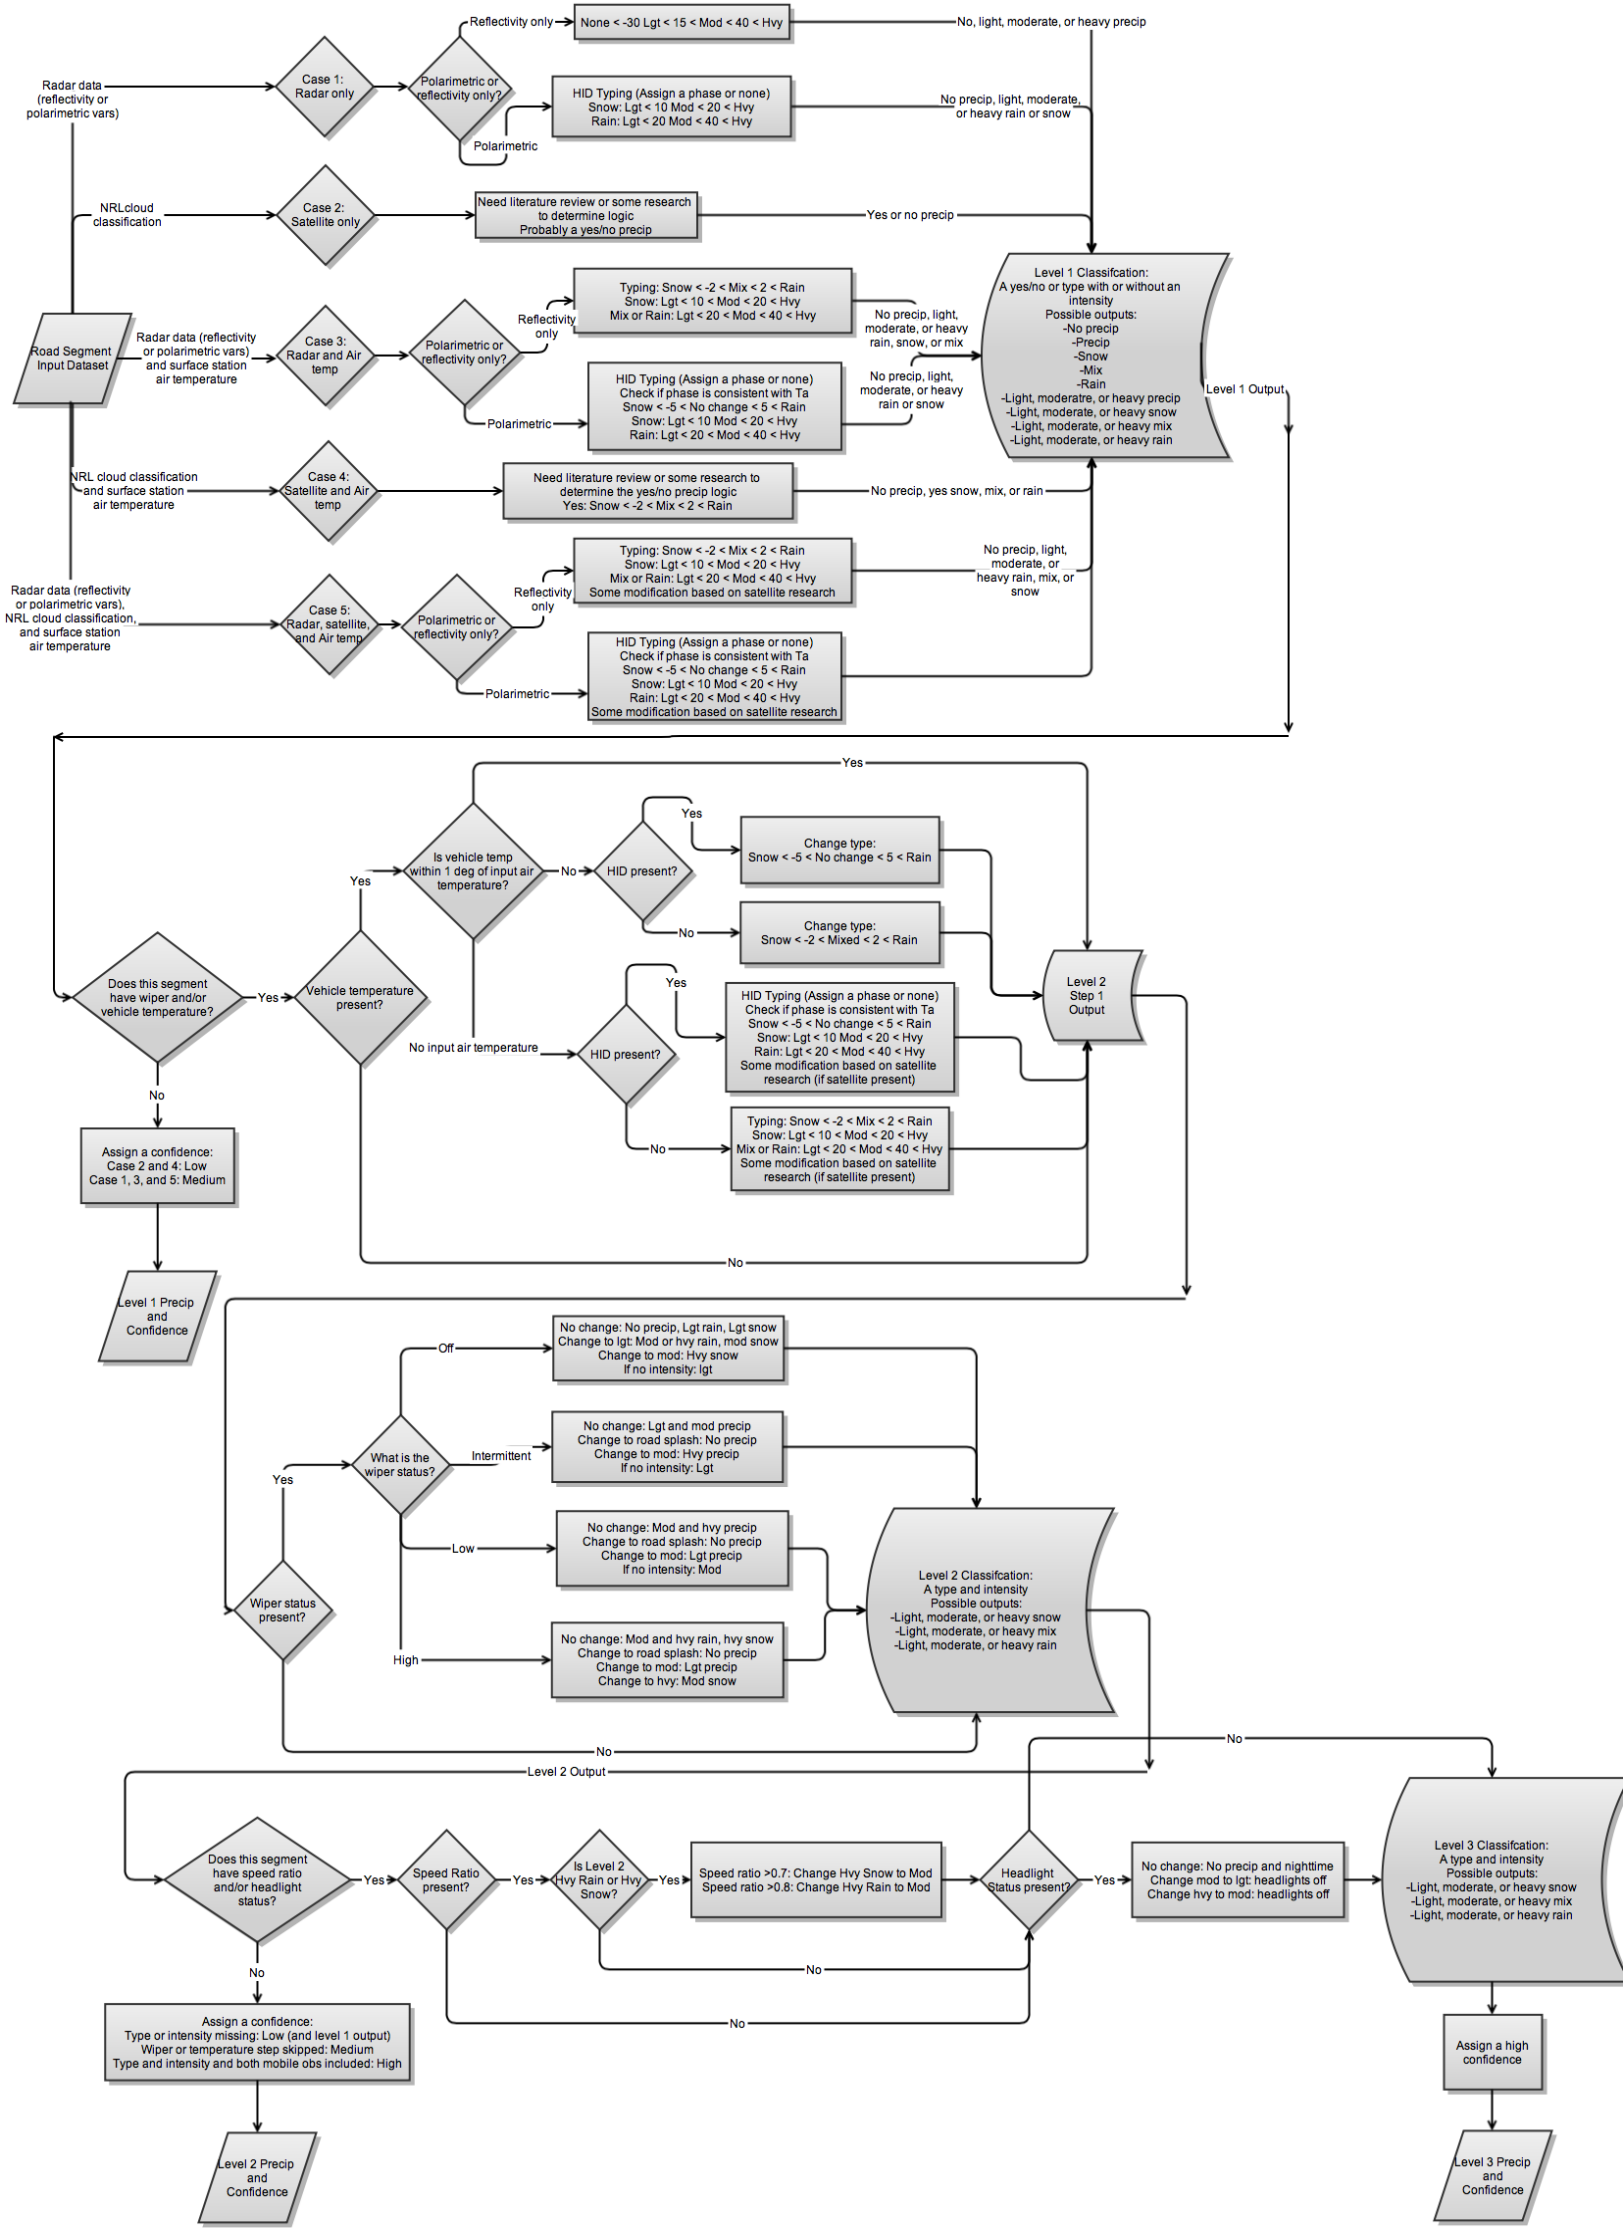 Reflectivity only
None < -30 Lgt < 15 < Mod < 40 < Hvy
No, light, moderate, or heavy precip
Radar data
(reflectivity or
polarimetric vars)
Case 1:
Radar only
Polarimetric or
reflectivity only?
Polarimetric
HID Typing (Assign a phase or none)
Snow: Lgt < 10 Mod < 20 < Hvy
Rain: Lgt < 20 Mod < 40 < Hvy
No precip, light, moderate,
or heavy rain or snow
NRLcloud
classification
Case 2:
Satellite only
Need literature review or some research
to determine logic
Probably a yes/no precip
Yes or no precip
Road Segment
Input Dataset
Radar data (reflectivity
or polarimetric vars)
and surface station
air temperature
Case 3:
Radar and Air
temp
Polarimetric or
reflectivity only?
Reflectivity
only
Typing: Snow < -2 < Mix < 2 < Rain
Snow: Lgt < 10 < Mod < 20 < Hvy
Mix or Rain: Lgt < 20 < Mod < 40 < Hvy
No precip, light,
moderate, or heavy
rain, snow, or mix
Polarimetric
HID Typing (Assign a phase or none)
Check if phase is consistent with Ta
Snow < -5 < No change < 5 < Rain
Snow: Lgt < 10 Mod < 20 < Hvy
Rain: Lgt < 20 < Mod < 40 < Hvy
No precip, light,
moderate, or heavy
rain or snow
Level 1 Classifcation:
A yes/no or type with or without an
intensity
Possible outputs:
-No precip
-Precip
-Snow
-Mix
-Rain
-Light, moderatre, or heavy precip
-Light, moderate, or heavy snow
-Light, moderate, or heavy mix
-Light, moderate, or heavy rain
Level 1 Output
NRL cloud classification
and surface station
air temperature
Case 4:
Satellite and Air
temp
Need literature review or some research to
determine the yes/no precip logic
Yes: Snow < -2 < Mix < 2 < Rain
No precip, yes snow, mix, or rain
Radar data (reflectivity
or polarimetric vars),
NRL cloud classification,
and surface station
air temperature
Case 5:
Radar, satellite,
and Air temp
Polarimetric or
reflectivity only?
Reflectivity
only
Typing: Snow < -2 < Mix < 2 < Rain
Snow: Lgt < 10 < Mod < 20 < Hvy
Mix or Rain: Lgt < 20 < Mod < 40 < Hvy
Some modification based on satellite research
No precip, light,
moderate, or
heavy rain, mix, or
snow
Polarimetric
HID Typing (Assign a phase or none)
Check if phase is consistent with Ta
Snow < -5 < No change < 5 < Rain
Snow: Lgt < 10 Mod < 20 < Hvy
Rain: Lgt < 20 < Mod < 40 < Hvy
Some modification based on satellite research
Yes
Does this segment
have wiper and/or
vehicle temperature?
Yes
Vehicle temperature
present?
Yes
Is vehicle temp
within 1 deg of input air
temperature?
No
HID present?
Yes
Change type:
Snow < -5 < No change < 5 < Rain
No
Change type:
Snow < -2 < Mixed < 2 < Rain
No input air temperature
HID present?
Yes
HID Typing (Assign a phase or none)
Check if phase is consistent with Ta
Snow < -5 < No change < 5 < Rain
Snow: Lgt < 10 Mod < 20 < Hvy
Rain: Lgt < 20 < Mod < 40 < Hvy
Some modification based on satellite
research (if satellite present)
No
Typing: Snow < -2 < Mix < 2 < Rain
Snow: Lgt < 10 < Mod < 20 < Hvy
Mix or Rain: Lgt < 20 < Mod < 40 < Hvy
Some modification based on satellite
research (if satellite present)
Level 2
Step 1
Output
No
No
Assign a confidence:
Case 2 and 4: Low
Case 1, 3, and 5: Medium
Level 1 Precip
and
Confidence
Wiper status
present?
Yes
What is the
wiper status?
Off
No change: No precip, Lgt rain, Lgt snow
Change to lgt: Mod or hvy rain, mod snow
Change to mod: Hvy snow
If no intensity: lgt
Intermittent
No change: Lgt and mod precip
Change to road splash: No precip
Change to mod: Hvy precip
If no intensity: Lgt
Low
No change: Mod and hvy precip
Change to road splash: No precip
Change to mod: Lgt precip
If no intensity: Mod
High
No change: Mod and hvy rain, hvy snow
Change to road splash: No precip
Change to mod: Lgt precip
Change to hvy: Mod snow
Level 2 Classifcation:
A type and intensity
Possible outputs:
-Light, moderate, or heavy snow
-Light, moderate, or heavy mix
-Light, moderate, or heavy rain
No
Level 2 Output
No
Does this segment
have speed ratio
and/or headlight
status?
Yes
Speed Ratio
present?
Yes
Is Level 2
Hvy Rain or Hvy
Snow?
Yes
Speed ratio >0.7: Change Hvy Snow to Mod
Speed ratio >0.8: Change Hvy Rain to Mod
Headlight
Status present?
Yes
No change: No precip and nighttime
Change mod to lgt: headlights off
Change hvy to mod: headlights off
Level 3 Classifcation:
A type and intensity
Possible outputs:
-Light, moderate, or heavy snow
-Light, moderate, or heavy mix
-Light, moderate, or heavy rain
No
No
No
Assign a confidence:
Type or intensity missing: Low (and level 1 output)
Wiper or temperature step skipped: Medium
Type and intensity and both mobile obs included: High
Level 2 Precip
and
Confidence
Assign a high
confidence
Level 3 Precip
and
Confidence